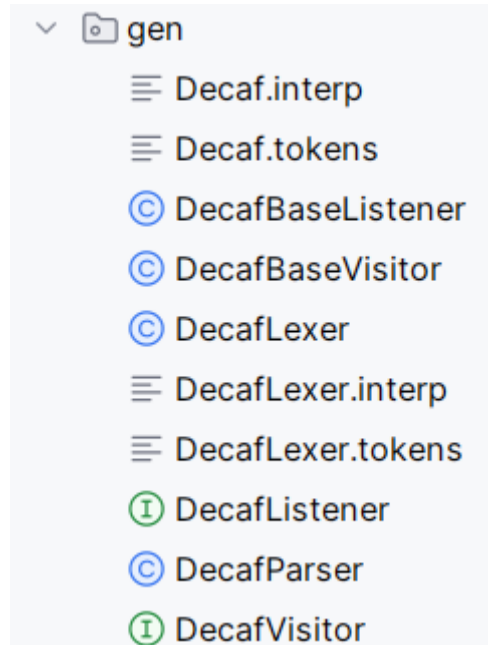 gen
Decaf.interp
Decaf.tokens
C DecafBaseListener
C DecafBaseVisitor
C DecafLexer
DecafLexer.interp
DecafLexer.tokens
I DecafListener
C DecafParser
I DecafVisitor